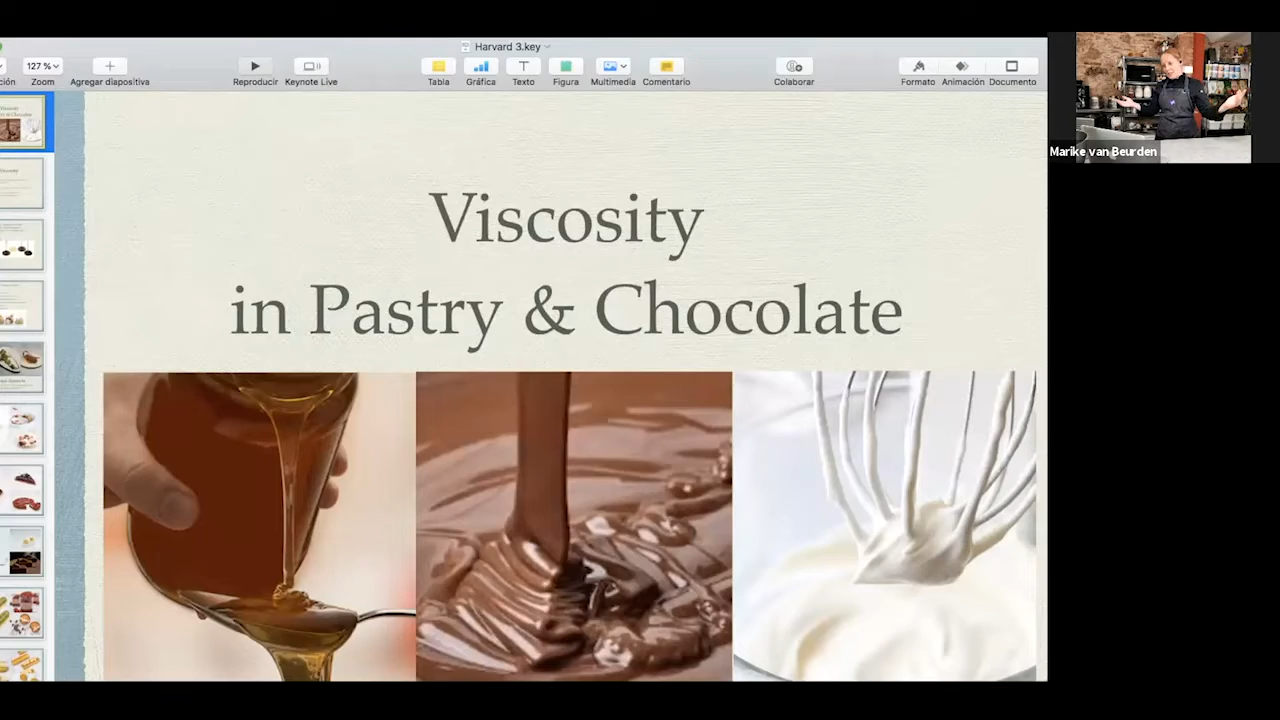 Harvard 3.key
127 %
ción
Zoom
Agregar diapositiva
Reproducir
Keynote Live
Tabla
Gráfica
Texto
Figura
Multimedia
Comentario
Colaborar
Formato
Animación
Documento
Marike van Beurden
Viscosity
in Pastry & Chocolate